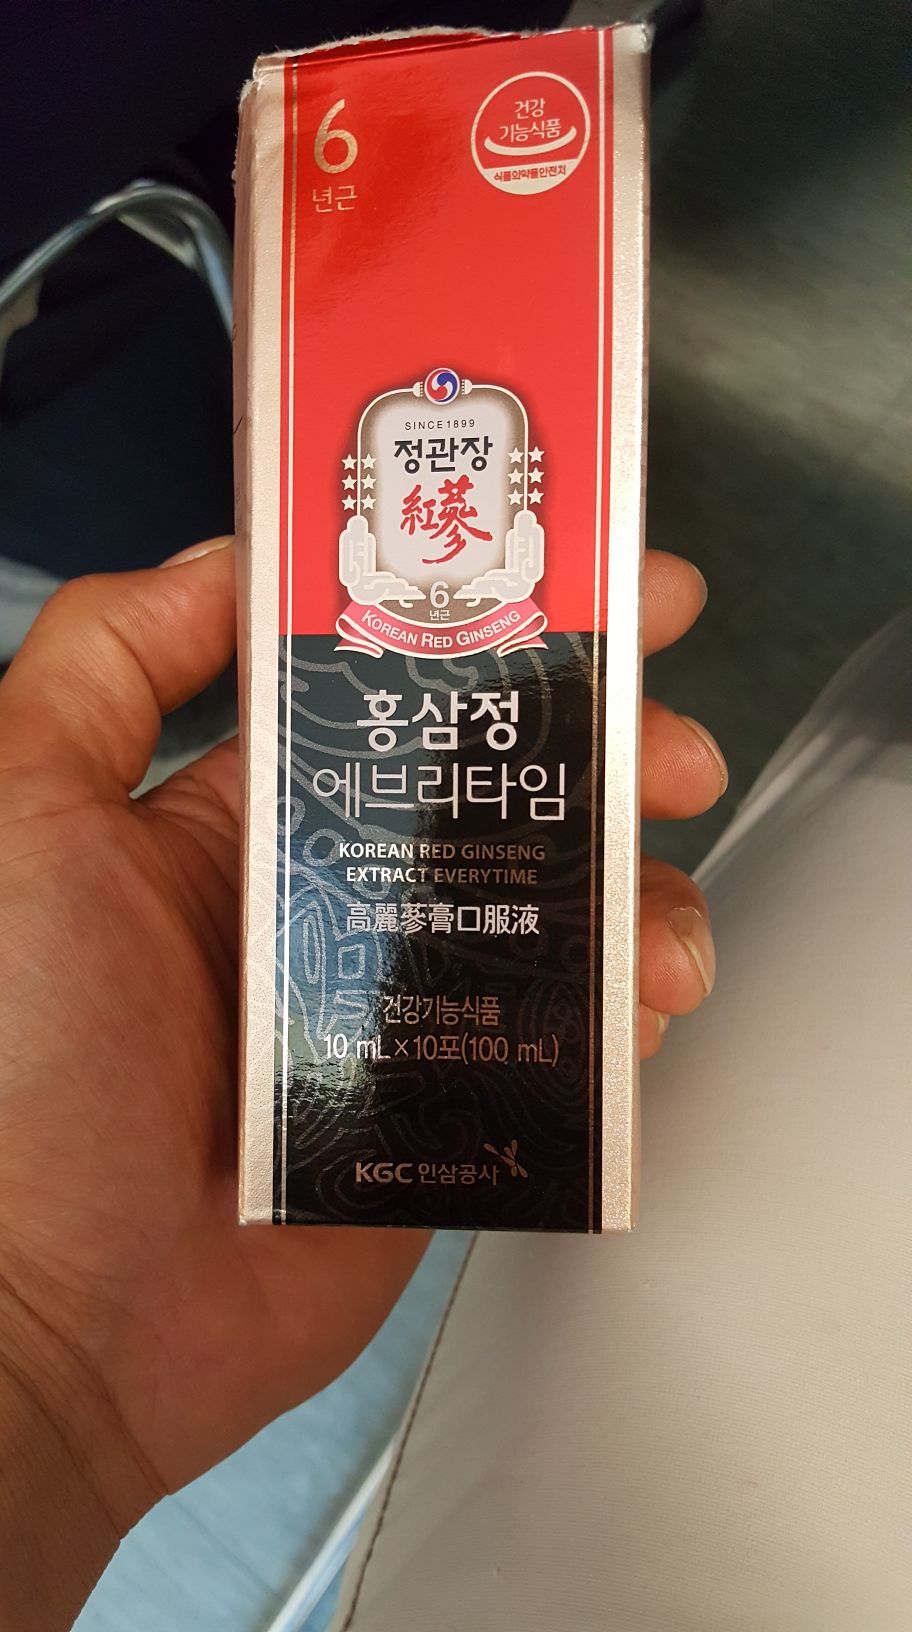 6
년근
건강
기능식품
식품의약품안전처
SINCE 1899
정관장
紅蔘
6
년근
KOREAN RED GINSENG
홍삼정
에브리타임
KOREAN RED GINSENG
EXTRACT EVERYTIME
高麗蔘膏口服液
건강기능식품
10 mL×10포(100 mL)
KGC 인삼공사